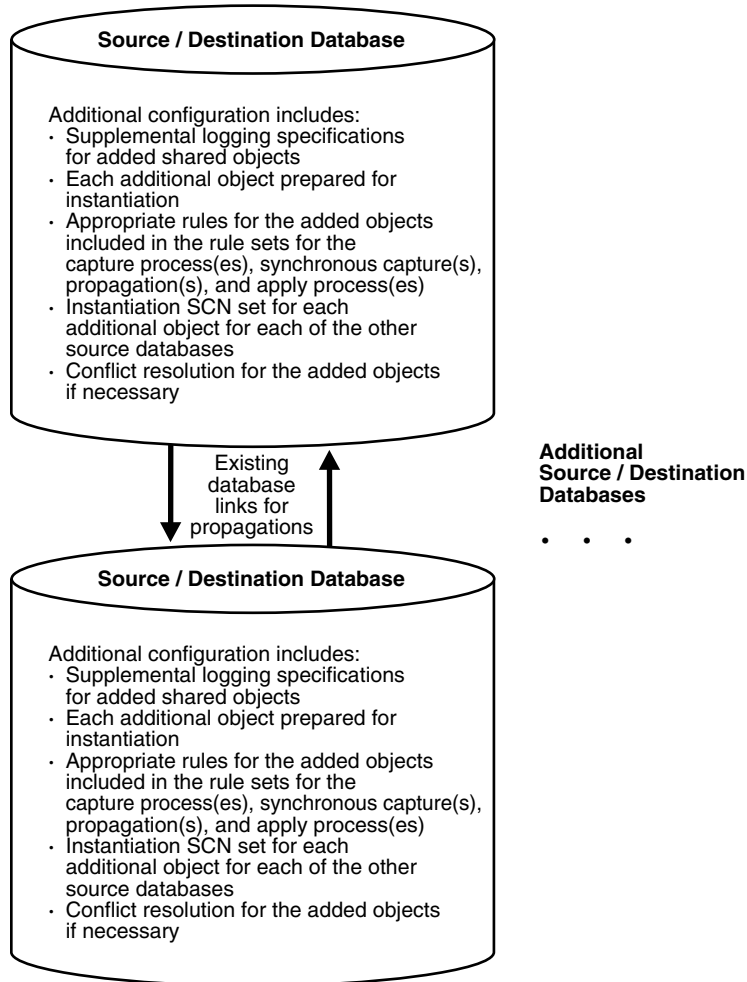 Source / Destination Database
Additional configuration includes:
· Supplemental logging specifications
for added shared objects
· Each additional object prepared for
instantiation
· Appropriate rules for the added objects
included in the rule sets for the
capture process(es), synchronous capture(s),
propagation(s), and apply process(es)
· Instantiation SCN set for each
additional object for each of the other
source databases
· Conflict resolution for the added objects
if necessary
Existing
database
links for
propagations
Additional
Source / Destination
Databases
. . .
Source / Destination Database
Additional configuration includes:
· Supplemental logging specifications
for added shared objects
· Each additional object prepared for
instantiation
· Appropriate rules for the added objects
included in the rule sets for the
capture process(es), synchronous capture(s),
propagation(s), and apply process(es)
· Instantiation SCN set for each
additional object for each of the other
source databases
· Conflict resolution for the added objects
if necessary